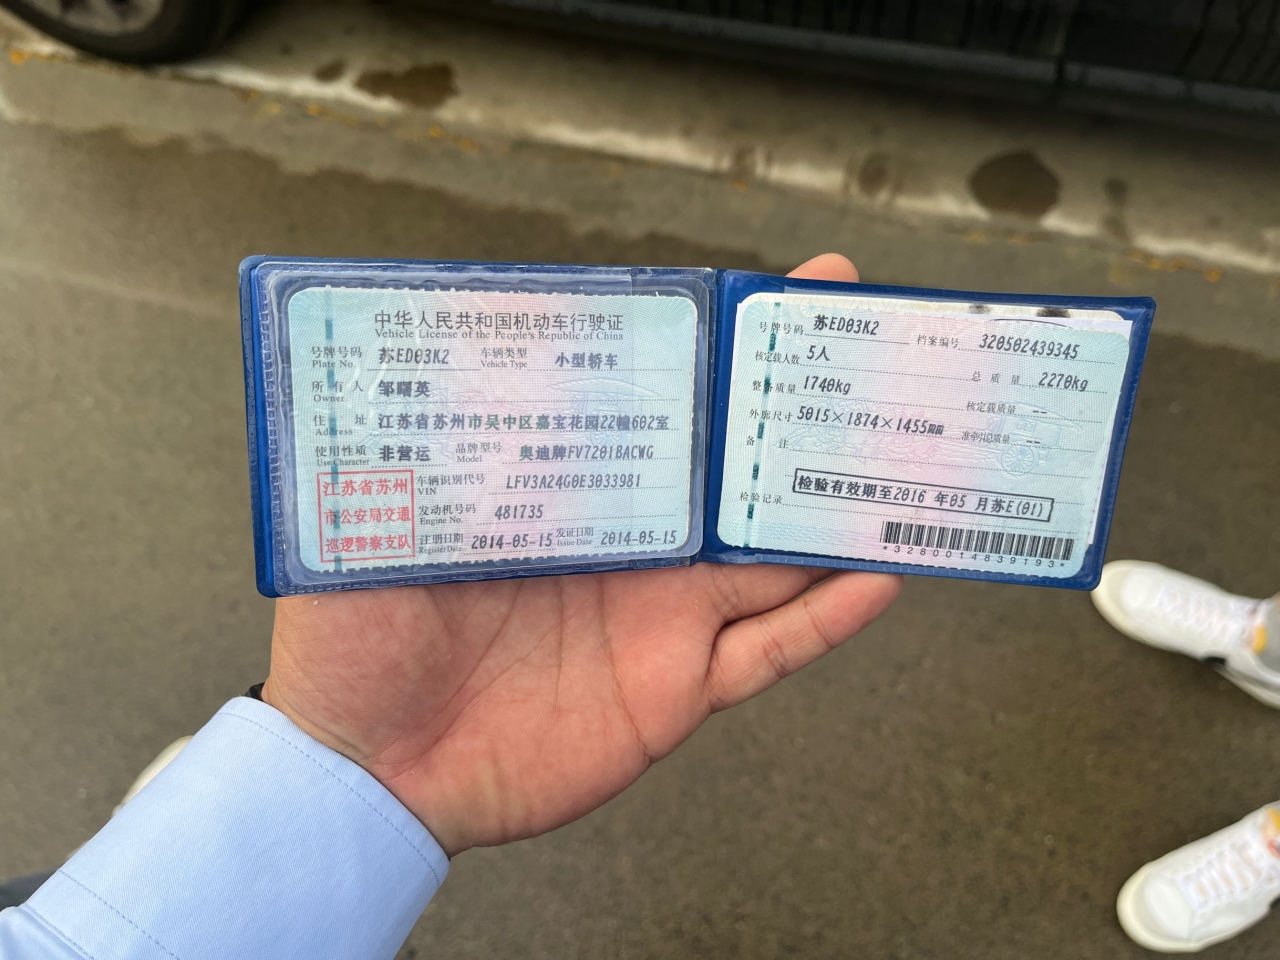 中华人民共和国机动车行驶证
Vehicle License of the People's Republic of China
号牌号码 苏ED03K2 车辆类型 小型轿车
Plate No. Vehicle Type
所有人 邹曙英
Owner
住址 江苏省苏州市吴中区嘉宝花园22幢602室
Address
使用性质 非营运 品牌型号 奥迪牌FV7201BACWG
Use Character Model
江苏省苏州
市公安局交通
巡逻警察支队
车辆识别代号 LFV3A24G0E3033981
VIN
发动机号码 481735
Engine No.
注册日期 2014-05-15 发证日期 2014-05-15
Register Date Issue Date
号牌号码 苏ED03K2 档案编号 320502439345
核定载人数 5人 总质量 2270kg
整备质量 1740kg 核定载质量 --
外廓尺寸 5015×1874×1455㎜ 准牵引总质量 --
备注
检验记录 检验有效期至2016 年05 月苏E(01)
*3280014839193*